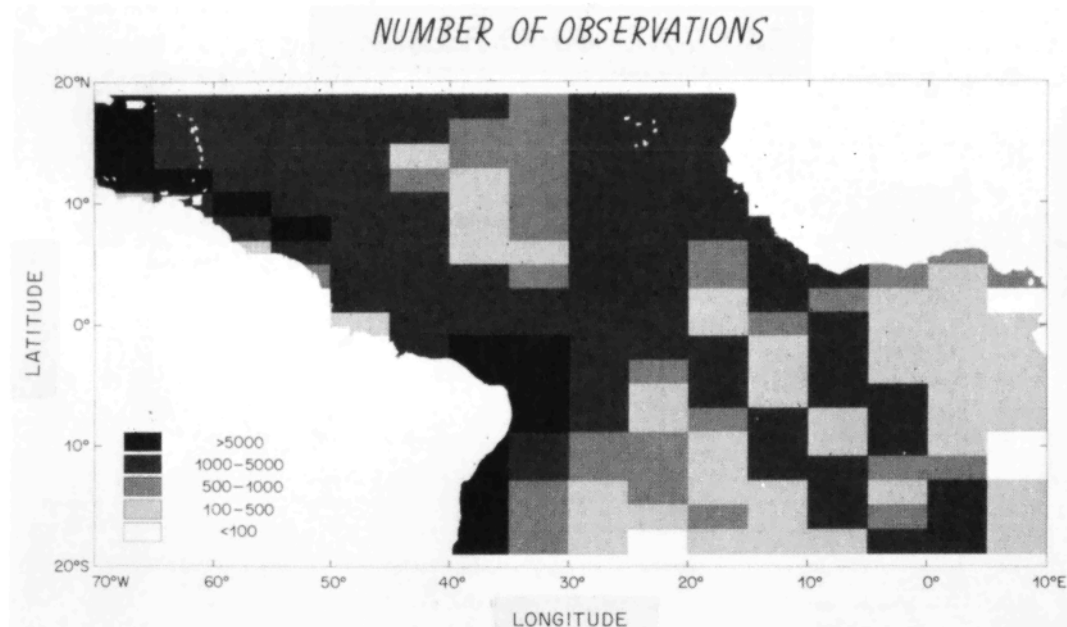 NUMBER OF OBSERVATIONS
20°N
10°
0°
10°
20°S
LATITUDE
>5000
1000-5000
500-1000
100-500
<100
70°W 60° 50° 40° 30° 20° 10° 0° 10°E
LONGITUDE